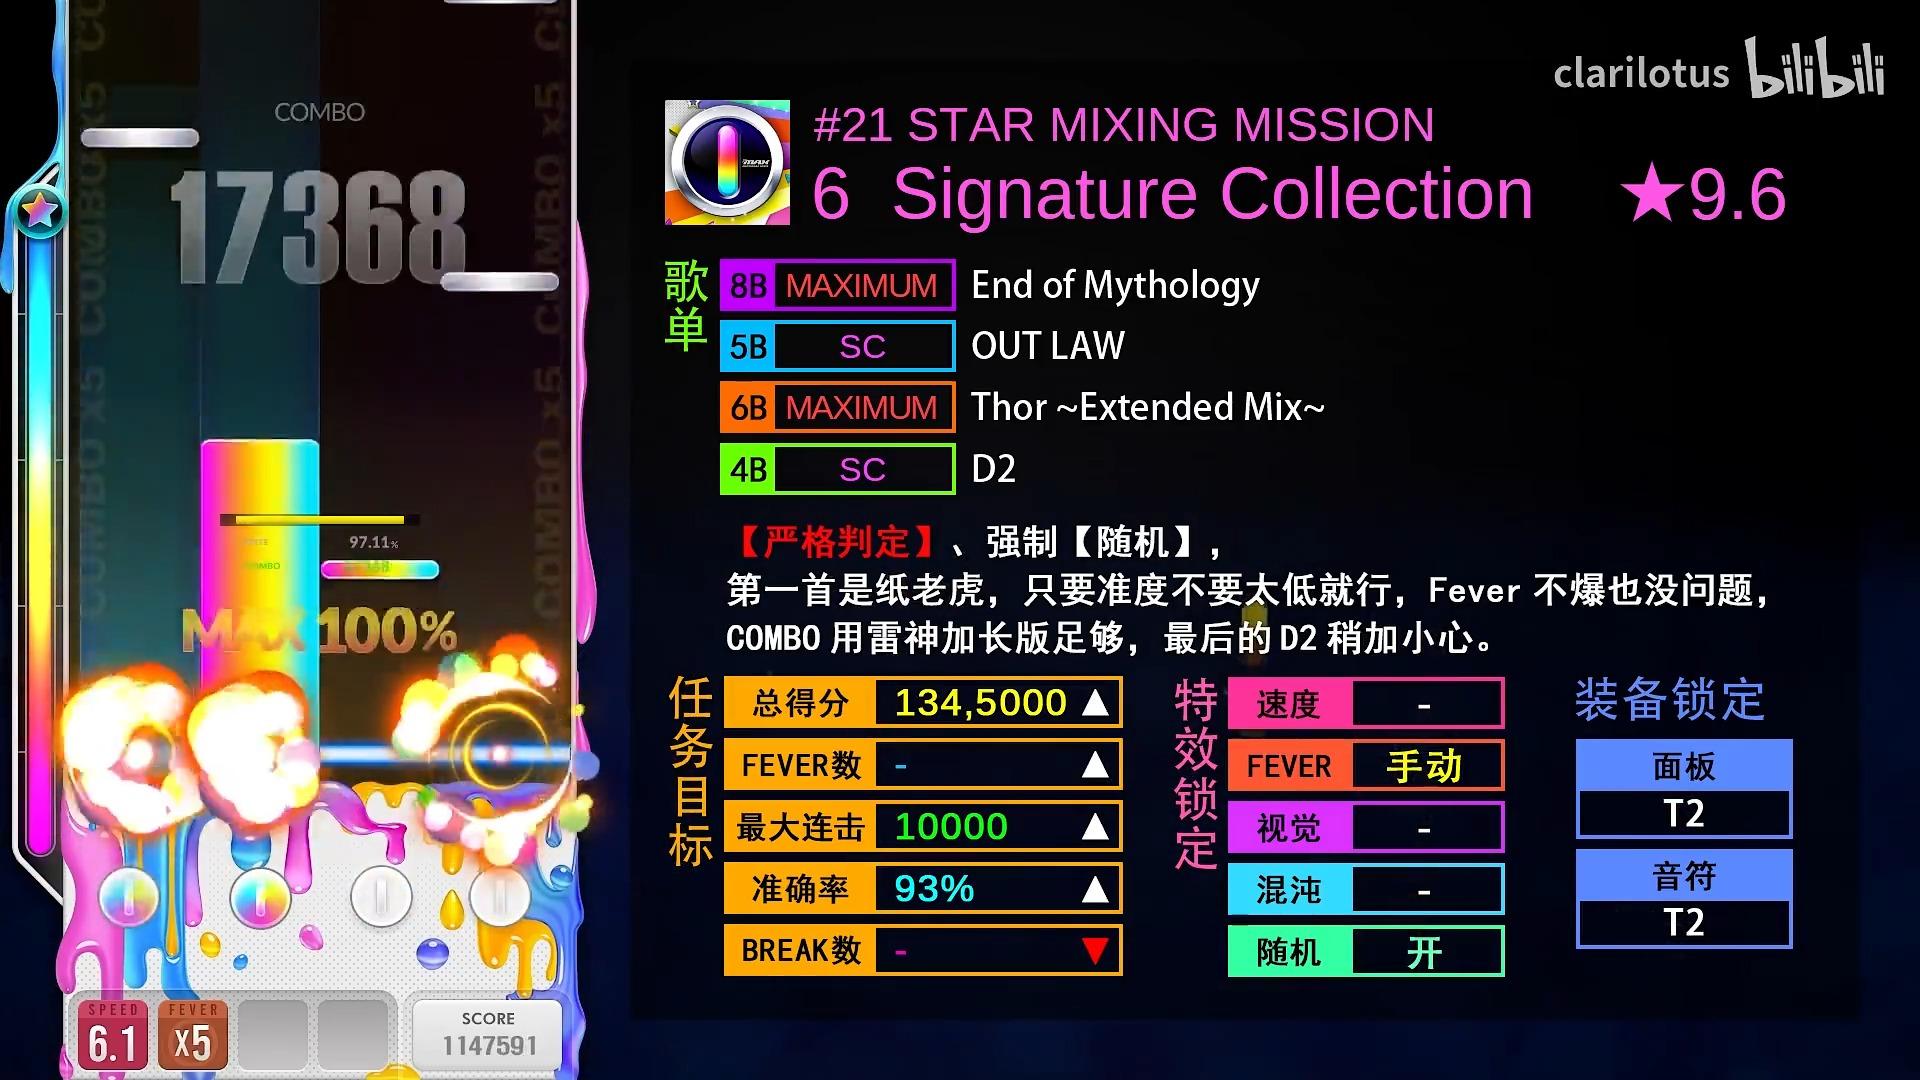 clarilotus bilibili
COMBO
17368
97.11%
MAX 100%
SPEED
6.1
FEVER
x5
SCORE
1147591
#21 STAR MIXING MISSION
6 Signature Collection ★9.6
歌单
8B MAXIMUM End of Mythology
5B SC OUT LAW
6B MAXIMUM Thor ~Extended Mix~
4B SC D2
【严格判定】、强制【随机】，
第一首是纸老虎，只要准度不要太低就行，Fever 不爆也没问题，
COMBO 用雷神加长版足够，最后的 D2 稍加小心。
任务目标
总得分 134,5000 ▲
FEVER数 - ▲
最大连击 10000 ▲
准确率 93% ▲
BREAK数 - ▼
特效锁定
速度 -
FEVER 手动
视觉 -
混沌 -
随机 开
装备锁定
面板
T2
音符
T2